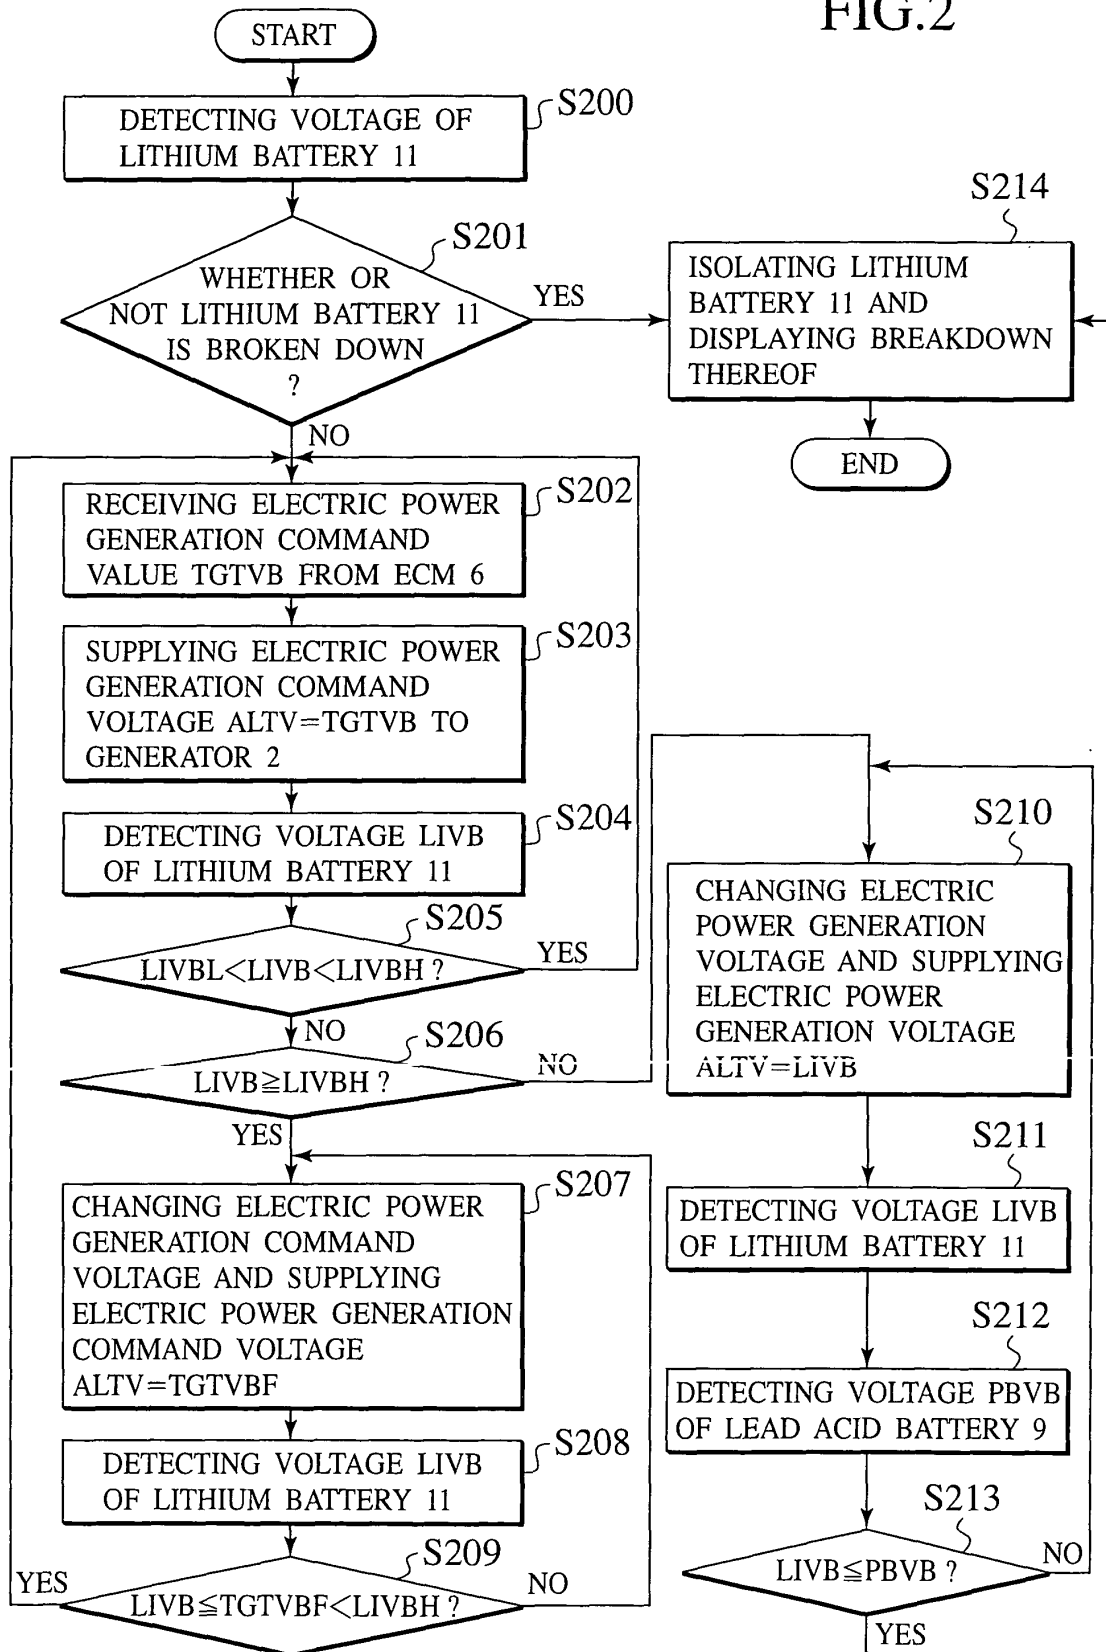 FIG.2
START
S200
DETECTING VOLTAGE OF
LITHIUM BATTERY 11
S201
WHETHER OR
NOT LITHIUM BATTERY 11
IS BROKEN DOWN
?
YES
NO
S214
ISOLATING LITHIUM
BATTERY 11 AND
DISPLAYING BREAKDOWN
THEREOF
END
S202
RECEIVING ELECTRIC POWER
GENERATION COMMAND
VALUE TGTVB FROM ECM 6
S203
SUPPLYING ELECTRIC POWER
GENERATION COMMAND
VOLTAGE ALTV=TGTVB TO
GENERATOR 2
S204
DETECTING VOLTAGE LIVB
OF LITHIUM BATTERY 11
S205
LIVBL<LIVB<LIVBH ?
YES
NO
S206
LIVB≧LIVBH ?
NO
YES
S207
CHANGING ELECTRIC POWER
GENERATION COMMAND
VOLTAGE AND SUPPLYING
ELECTRIC POWER GENERATION
COMMAND VOLTAGE
ALTV=TGTVBF
S208
DETECTING VOLTAGE LIVB
OF LITHIUM BATTERY 11
S209
YES
LIVB≦TGTVBF<LIVBH ?
NO
S210
CHANGING ELECTRIC
POWER GENERATION
VOLTAGE AND SUPPLYING
ELECTRIC POWER
GENERATION VOLTAGE
ALTV=LIVB
S211
DETECTING VOLTAGE LIVB
OF LITHIUM BATTERY 11
S212
DETECTING VOLTAGE PBVB
OF LEAD ACID BATTERY 9
S213
LIVB≦PBVB ?
NO
YES